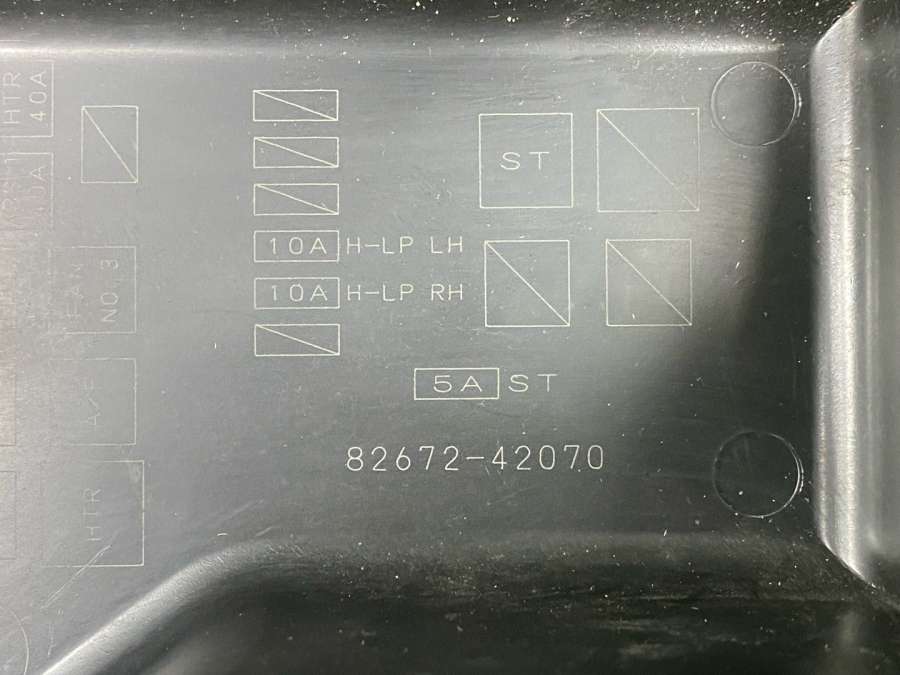 HTR
40A
ST
10A H-LP LH
FAN
NO.3
10A H-LP RH
5A ST
82672-42070
HTR